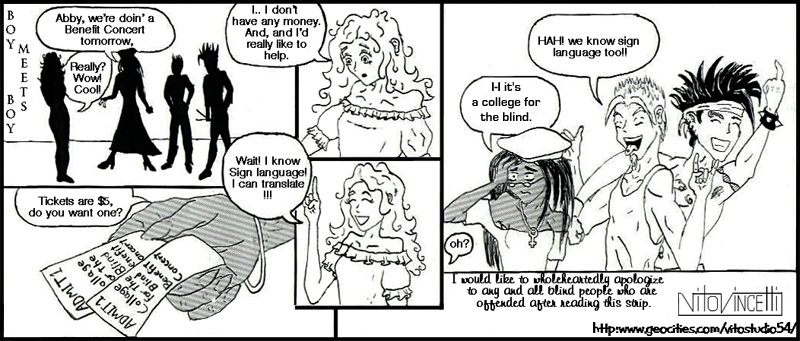 BOY
MEETS
BOY
Abby, we're doin' a
Benefit Concert
tomorrow,
Really?
Wow!
Cool!!
Tickets are $5,
do you want one?
ADMIT 1
College
For The
Blind
Benefit
Concert
ADMIT 1
College
For The
Blind
Benefit
Concert
I.. I don't
have any money.
And, and I'd
really like to
help.
Wait! I know
Sign language!
I can translate
!!!
HAH! we know sign
language too!!
I-I it's
a college for
the blind.
oh?
I would like to wholeheartedly apologize
to any and all blind people who are
offended after reading this strip.
VitoVincetti
http:www.geocities.com/vitostudio54/